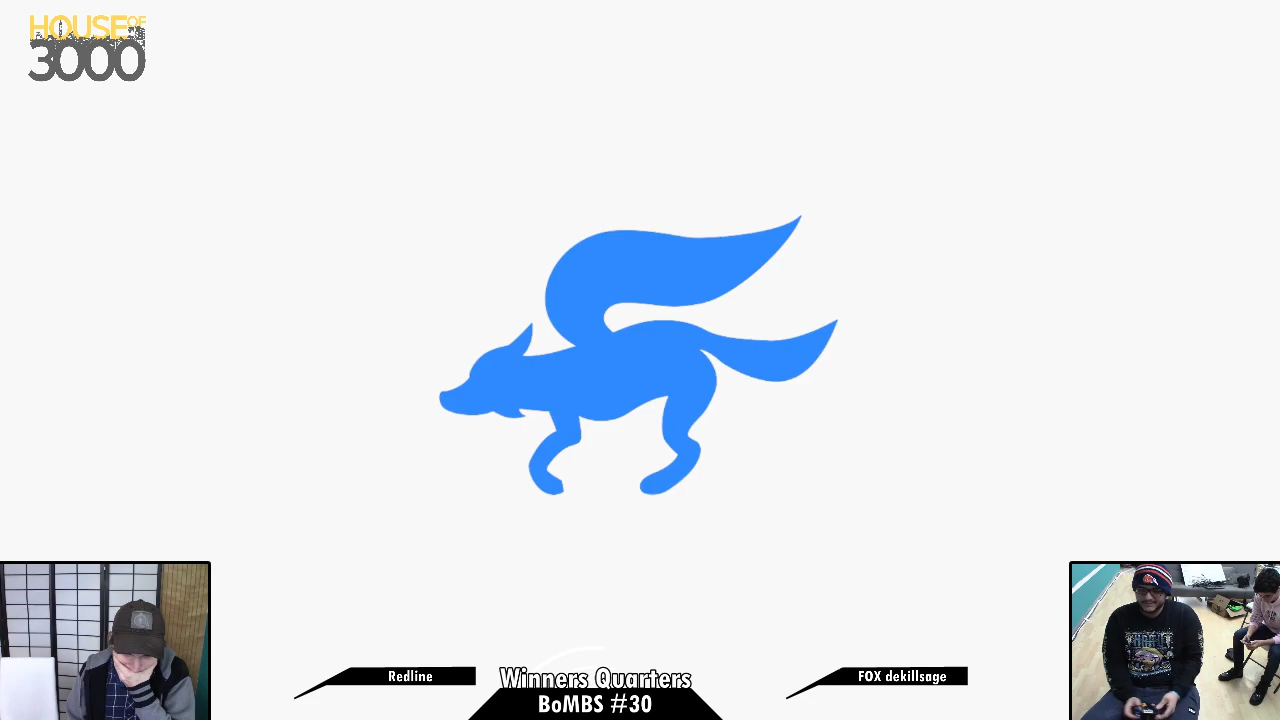 HOUSE OF
3000
Redline
Winners Quarters
FOX dekillsage
BoMBS #30